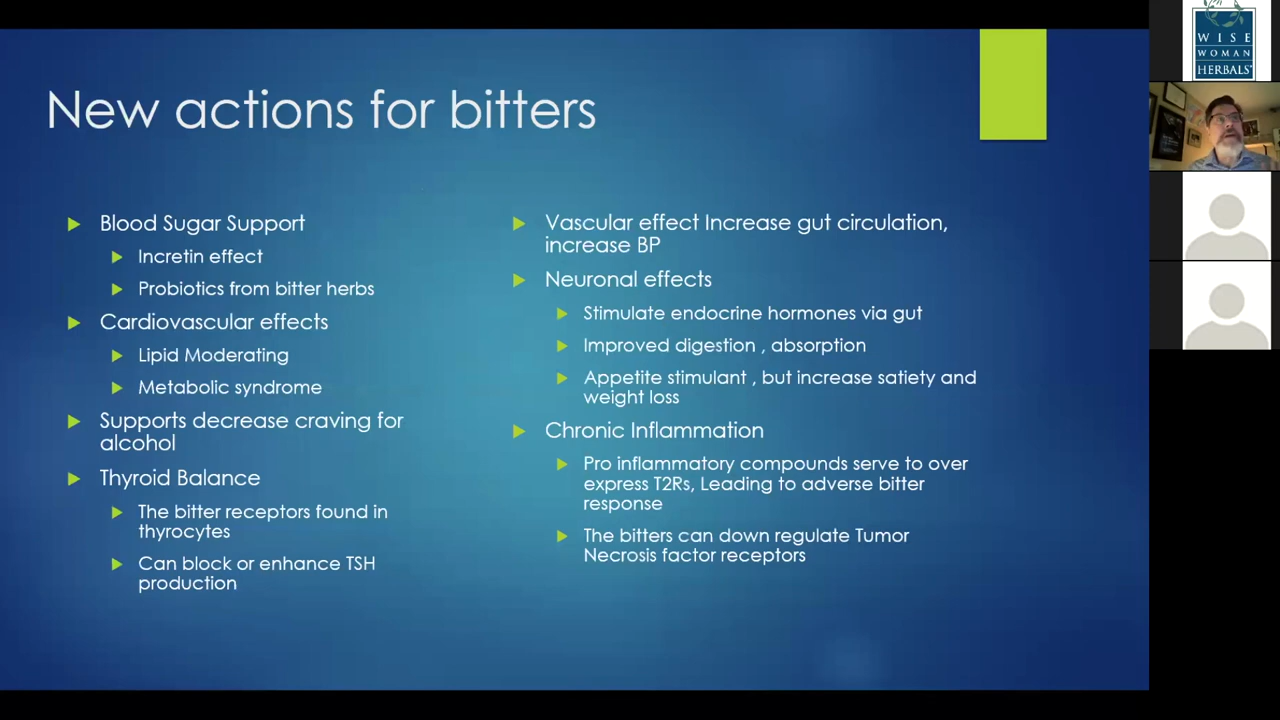 New actions for bitters
Blood Sugar Support
Incretin effect
Probiotics from bitter herbs
Cardiovascular effects
Lipid Moderating
Metabolic syndrome
Supports decrease craving for
alcohol
Thyroid Balance
The bitter receptors found in
thyrocytes
Can block or enhance TSH
production
Vascular effect Increase gut circulation,
increase BP
Neuronal effects
Stimulate endocrine hormones via gut
Improved digestion , absorption
Appetite stimulant , but increase satiety and
weight loss
Chronic Inflammation
Pro inflammatory compounds serve to over
express T2Rs, Leading to adverse bitter
response
The bitters can down regulate Tumor
Necrosis factor receptors
WISE
WOMAN
HERBALS